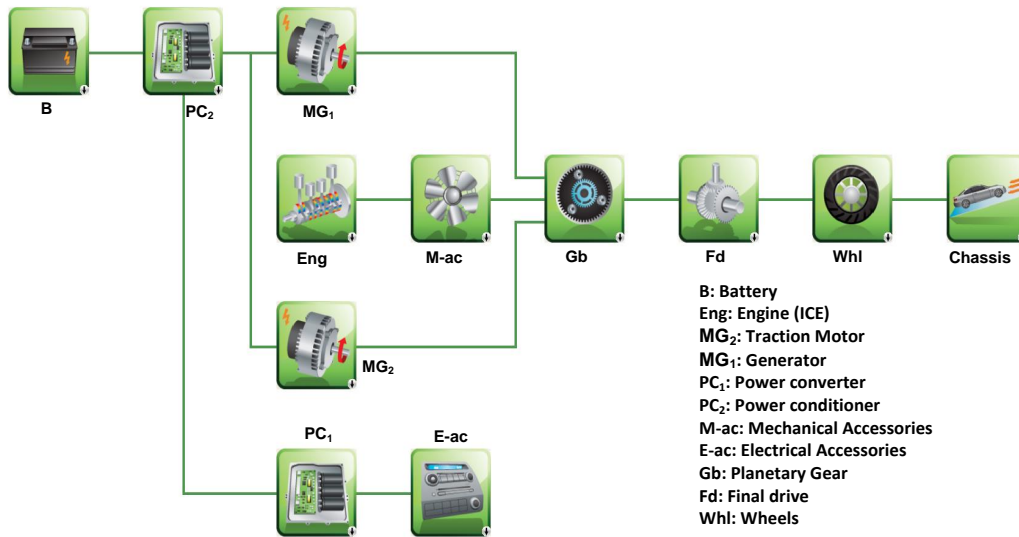 B
PC₂
MG₁
Eng
M-ac
Gb
Fd
Whl
Chassis
MG₂
PC₁
E-ac
B: Battery
Eng: Engine (ICE)
MG₂: Traction Motor
MG₁: Generator
PC₁: Power converter
PC₂: Power conditioner
M-ac: Mechanical Accessories
E-ac: Electrical Accessories
Gb: Planetary Gear
Fd: Final drive
Whl: Wheels